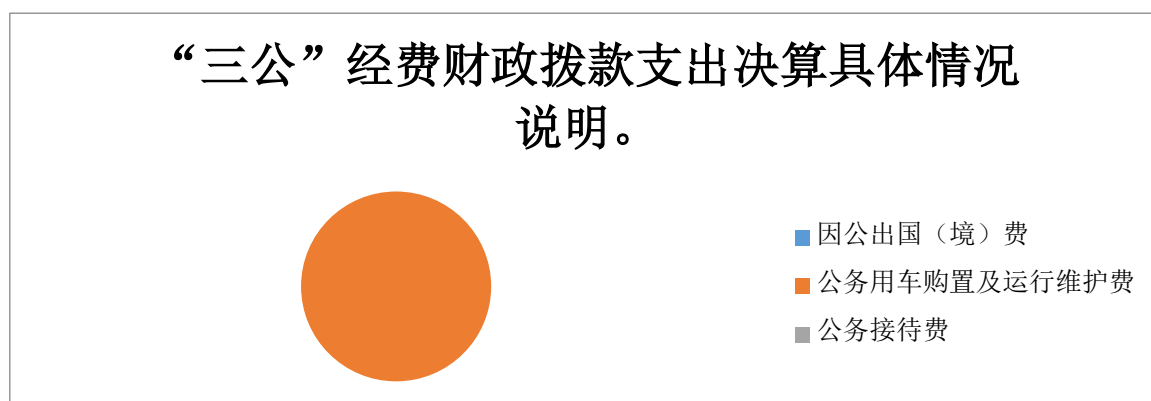 “三公”经费财政拨款支出决算具体情况
说明。
因公出国（境）费
公务用车购置及运行维护费
公务接待费